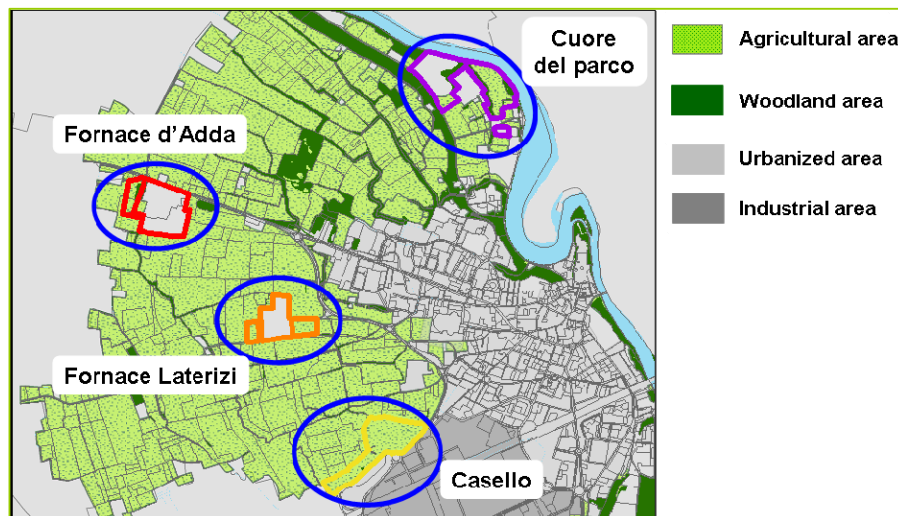 Cuore
del parco
Fornace d'Adda
Fornace Laterizi
Casello
Agricultural area
Woodland area
Urbanized area
Industrial area